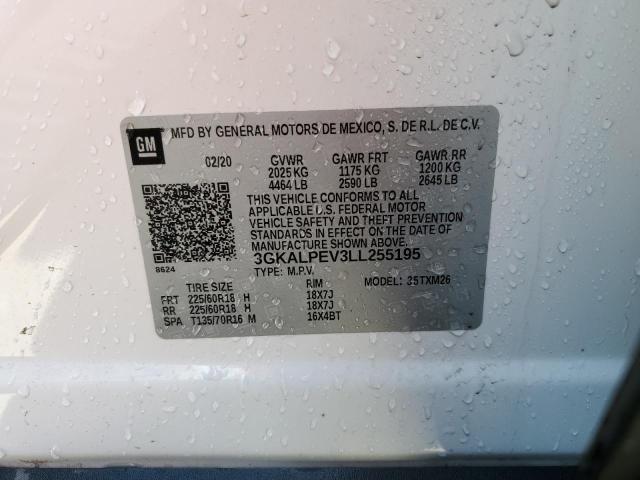 GM
MFD BY GENERAL MOTORS DE MEXICO, S. DE R.L. DE C.V.
02/20 GVWR GAWR FRT GAWR RR
2025 KG 1175 KG 1200 KG
4464 LB 2590 LB 2645 LB
THIS VEHICLE CONFORMS TO ALL
APPLICABLE U.S. FEDERAL MOTOR
VEHICLE SAFETY AND THEFT PREVENTION
STANDARDS IN EFFECT ON THE DATE OF
MANUFACTURE SHOWN ABOVE.
8624 3GKALPEV3LL255195
TYPE: M.P.V. MODEL: 35TXM26
TIRE SIZE RIM
FRT 225/60R18 H 18X7J
RR 225/60R18 H 18X7J
SPA T135/70R16 M 16X4BT